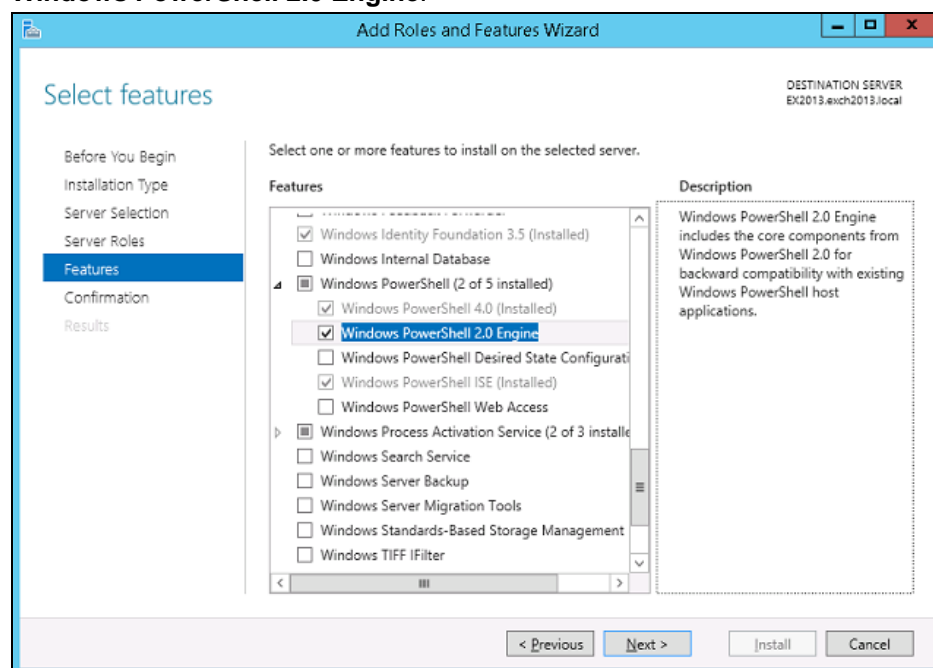 Windows PowerShell 2.0 Engine.
Add Roles and Features Wizard
Select features
DESTINATION SERVER
EX2013.exch2013.local
Before You Begin
Installation Type
Server Selection
Server Roles
Features
Confirmation
Results
Select one or more features to install on the selected server.
Features
Windows Identity Foundation 3.5 (Installed)
Windows Internal Database
Windows PowerShell (2 of 5 installed)
Windows PowerShell 4.0 (Installed)
Windows PowerShell 2.0 Engine
Windows PowerShell Desired State Configurati
Windows PowerShell ISE (Installed)
Windows PowerShell Web Access
Windows Process Activation Service (2 of 3 installe
Windows Search Service
Windows Server Backup
Windows Server Migration Tools
Windows Standards-Based Storage Management
Windows TIFF IFilter
Description
Windows PowerShell 2.0 Engine
includes the core components from
Windows PowerShell 2.0 for
backward compatibility with existing
Windows PowerShell host
applications.
< Previous
Next >
Install
Cancel